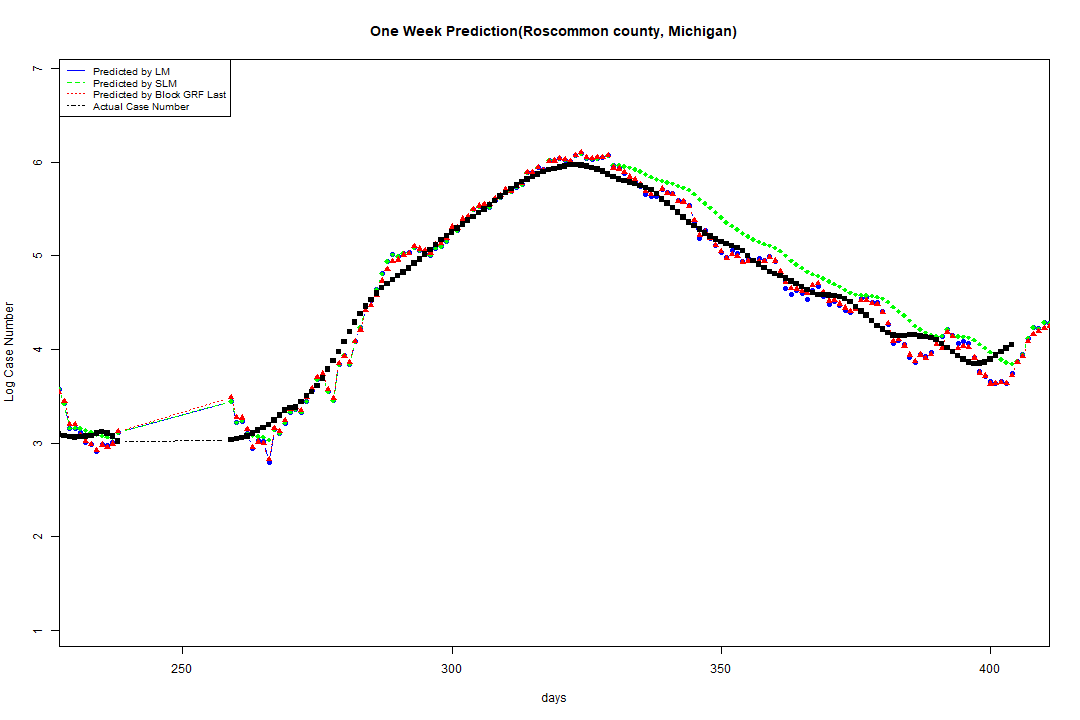 One Week Prediction(Roscommon county, Michigan)
Predicted by LM
Predicted by SLM
Predicted by Block GRF Last
Actual Case Number
7
6
5
4
3
2
1
Log Case Number
250 300 350 400
days